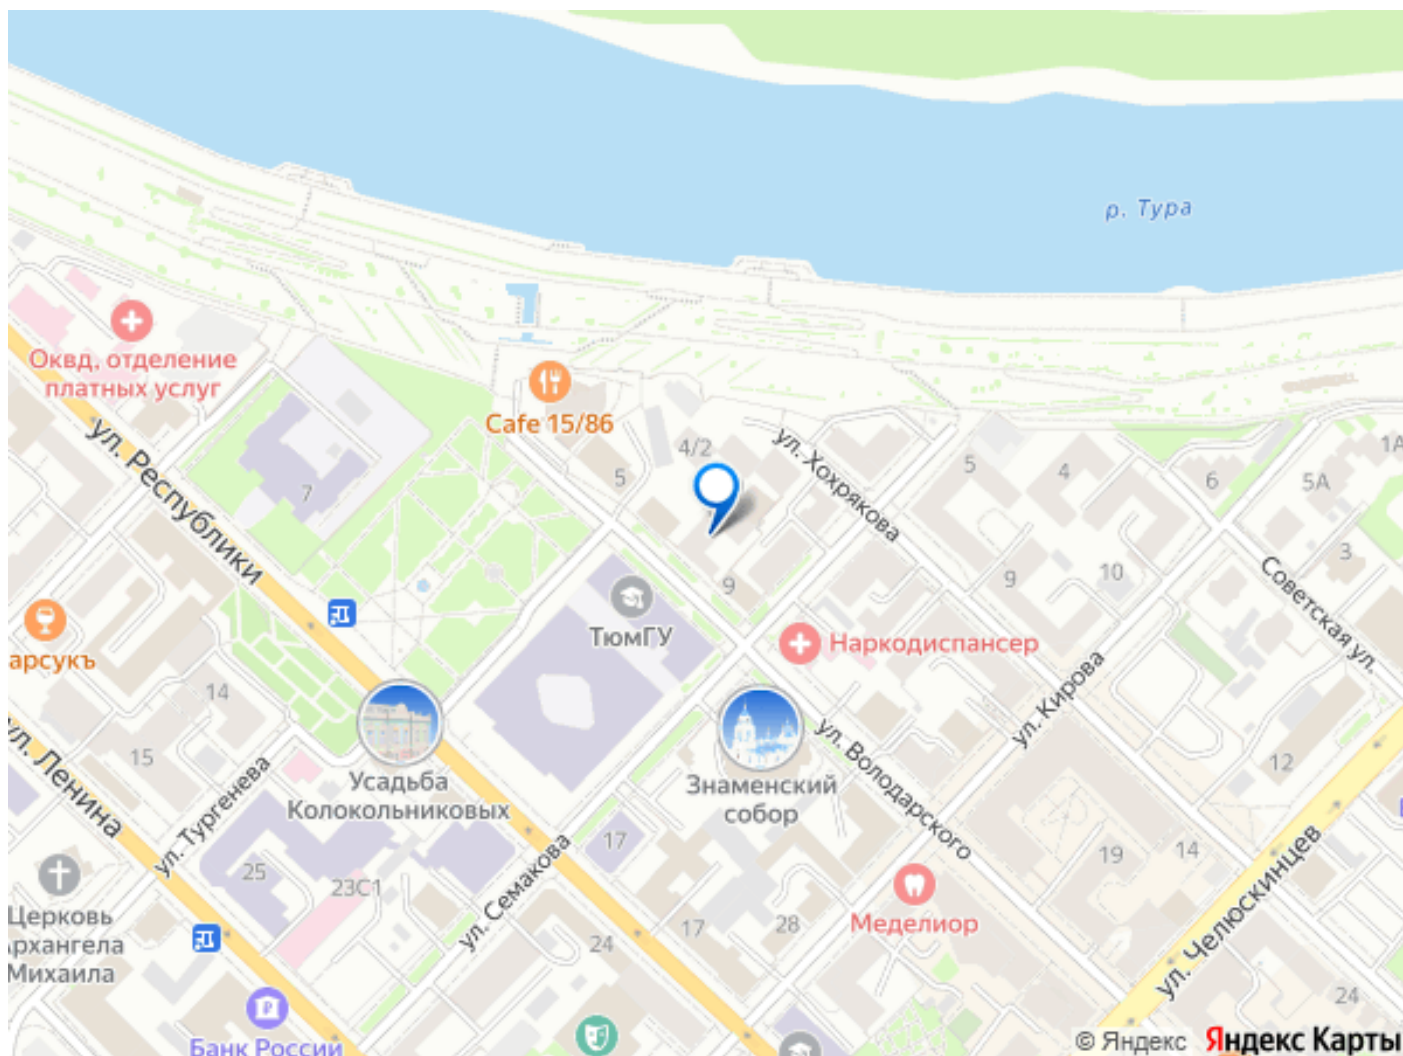 р. Тура
Оквд, отделение
платных услуг
Cafe 15/86
ул. Республики
7
5
4/2
ул. Хохрякова
5
4
6
5А
1А
3
9
9
10
Советская ул.
ТюмГУ
Наркодиспансер
арсукъ
14
15
ул. Ленина
ул. Тургенева
Усадьба
Колокольниковых
Знаменский
собор
ул. Володарского
ул. Кирова
12
ул. Челюскинцев
17
25
23С1
ул. Семакова
19
14
Церковь
Архангела
Михаила
17
28
24
Меделиор
24
Банк России
© Яндекс Яндекс Карты